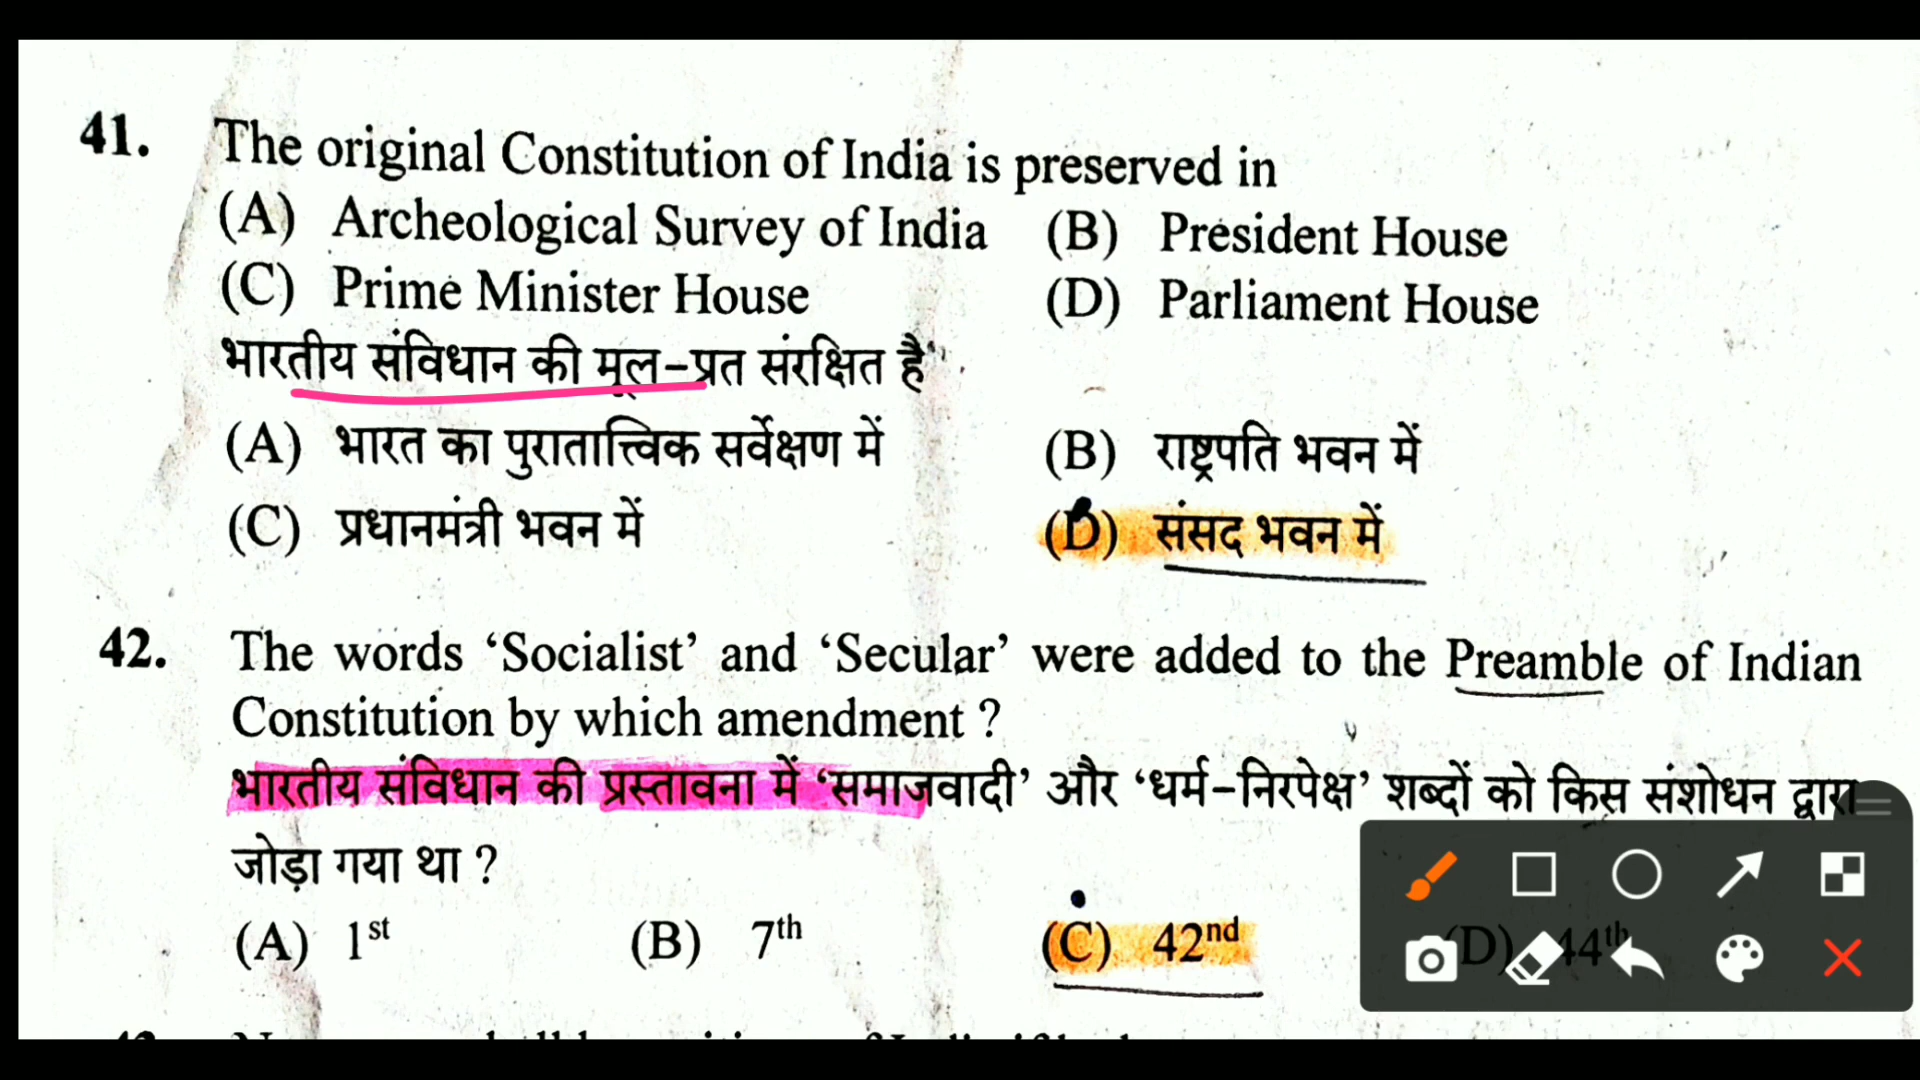 41. The original Constitution of India is preserved in
(A) Archeological Survey of India (B) President House
(C) Prime Minister House (D) Parliament House
भारतीय संविधान की मूल-प्रत संरक्षित है
(A) भारत का पुरातात्त्विक सर्वेक्षण में (B) राष्ट्रपति भवन में
(C) प्रधानमंत्री भवन में (D) संसद भवन में
42. The words ‘Socialist’ and ‘Secular’ were added to the Preamble of Indian
Constitution by which amendment ?
भारतीय संविधान की प्रस्तावना में ‘समाजवादी’ और ‘धर्म-निरपेक्ष’ शब्दों को किस संशोधन द्वारा
जोड़ा गया था ?
(A) 1st (B) 7th (C) 42nd (D) 44th